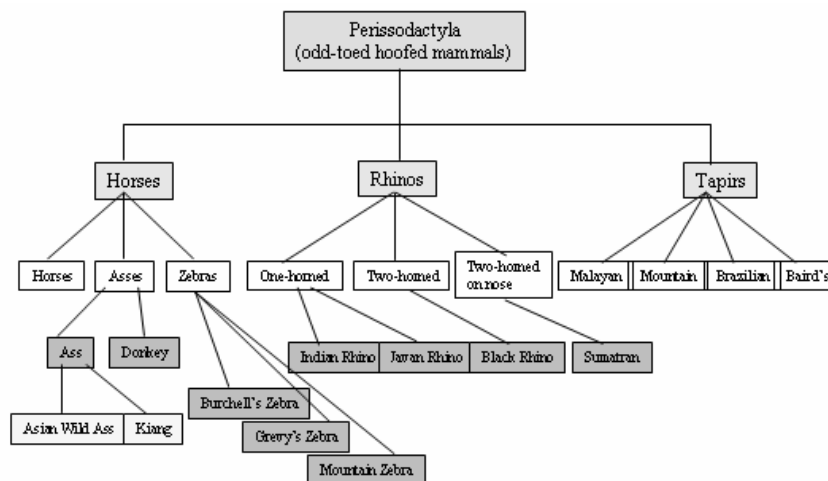 Perissodactyla
(odd-toed hoofed mammals)
Horses
Rhinos
Tapirs
Horses
Asses
Zebras
One-horned
Two-horned
Two-horned
on nose
Malayan
Mountain
Brazilian
Baird's
Ass
Donkey
Indian Rhino
Javan Rhino
Black Rhino
Sumatran
Burchell's Zebra
Asian Wild Ass
Kiang
Grevy's Zebra
Mountain Zebra